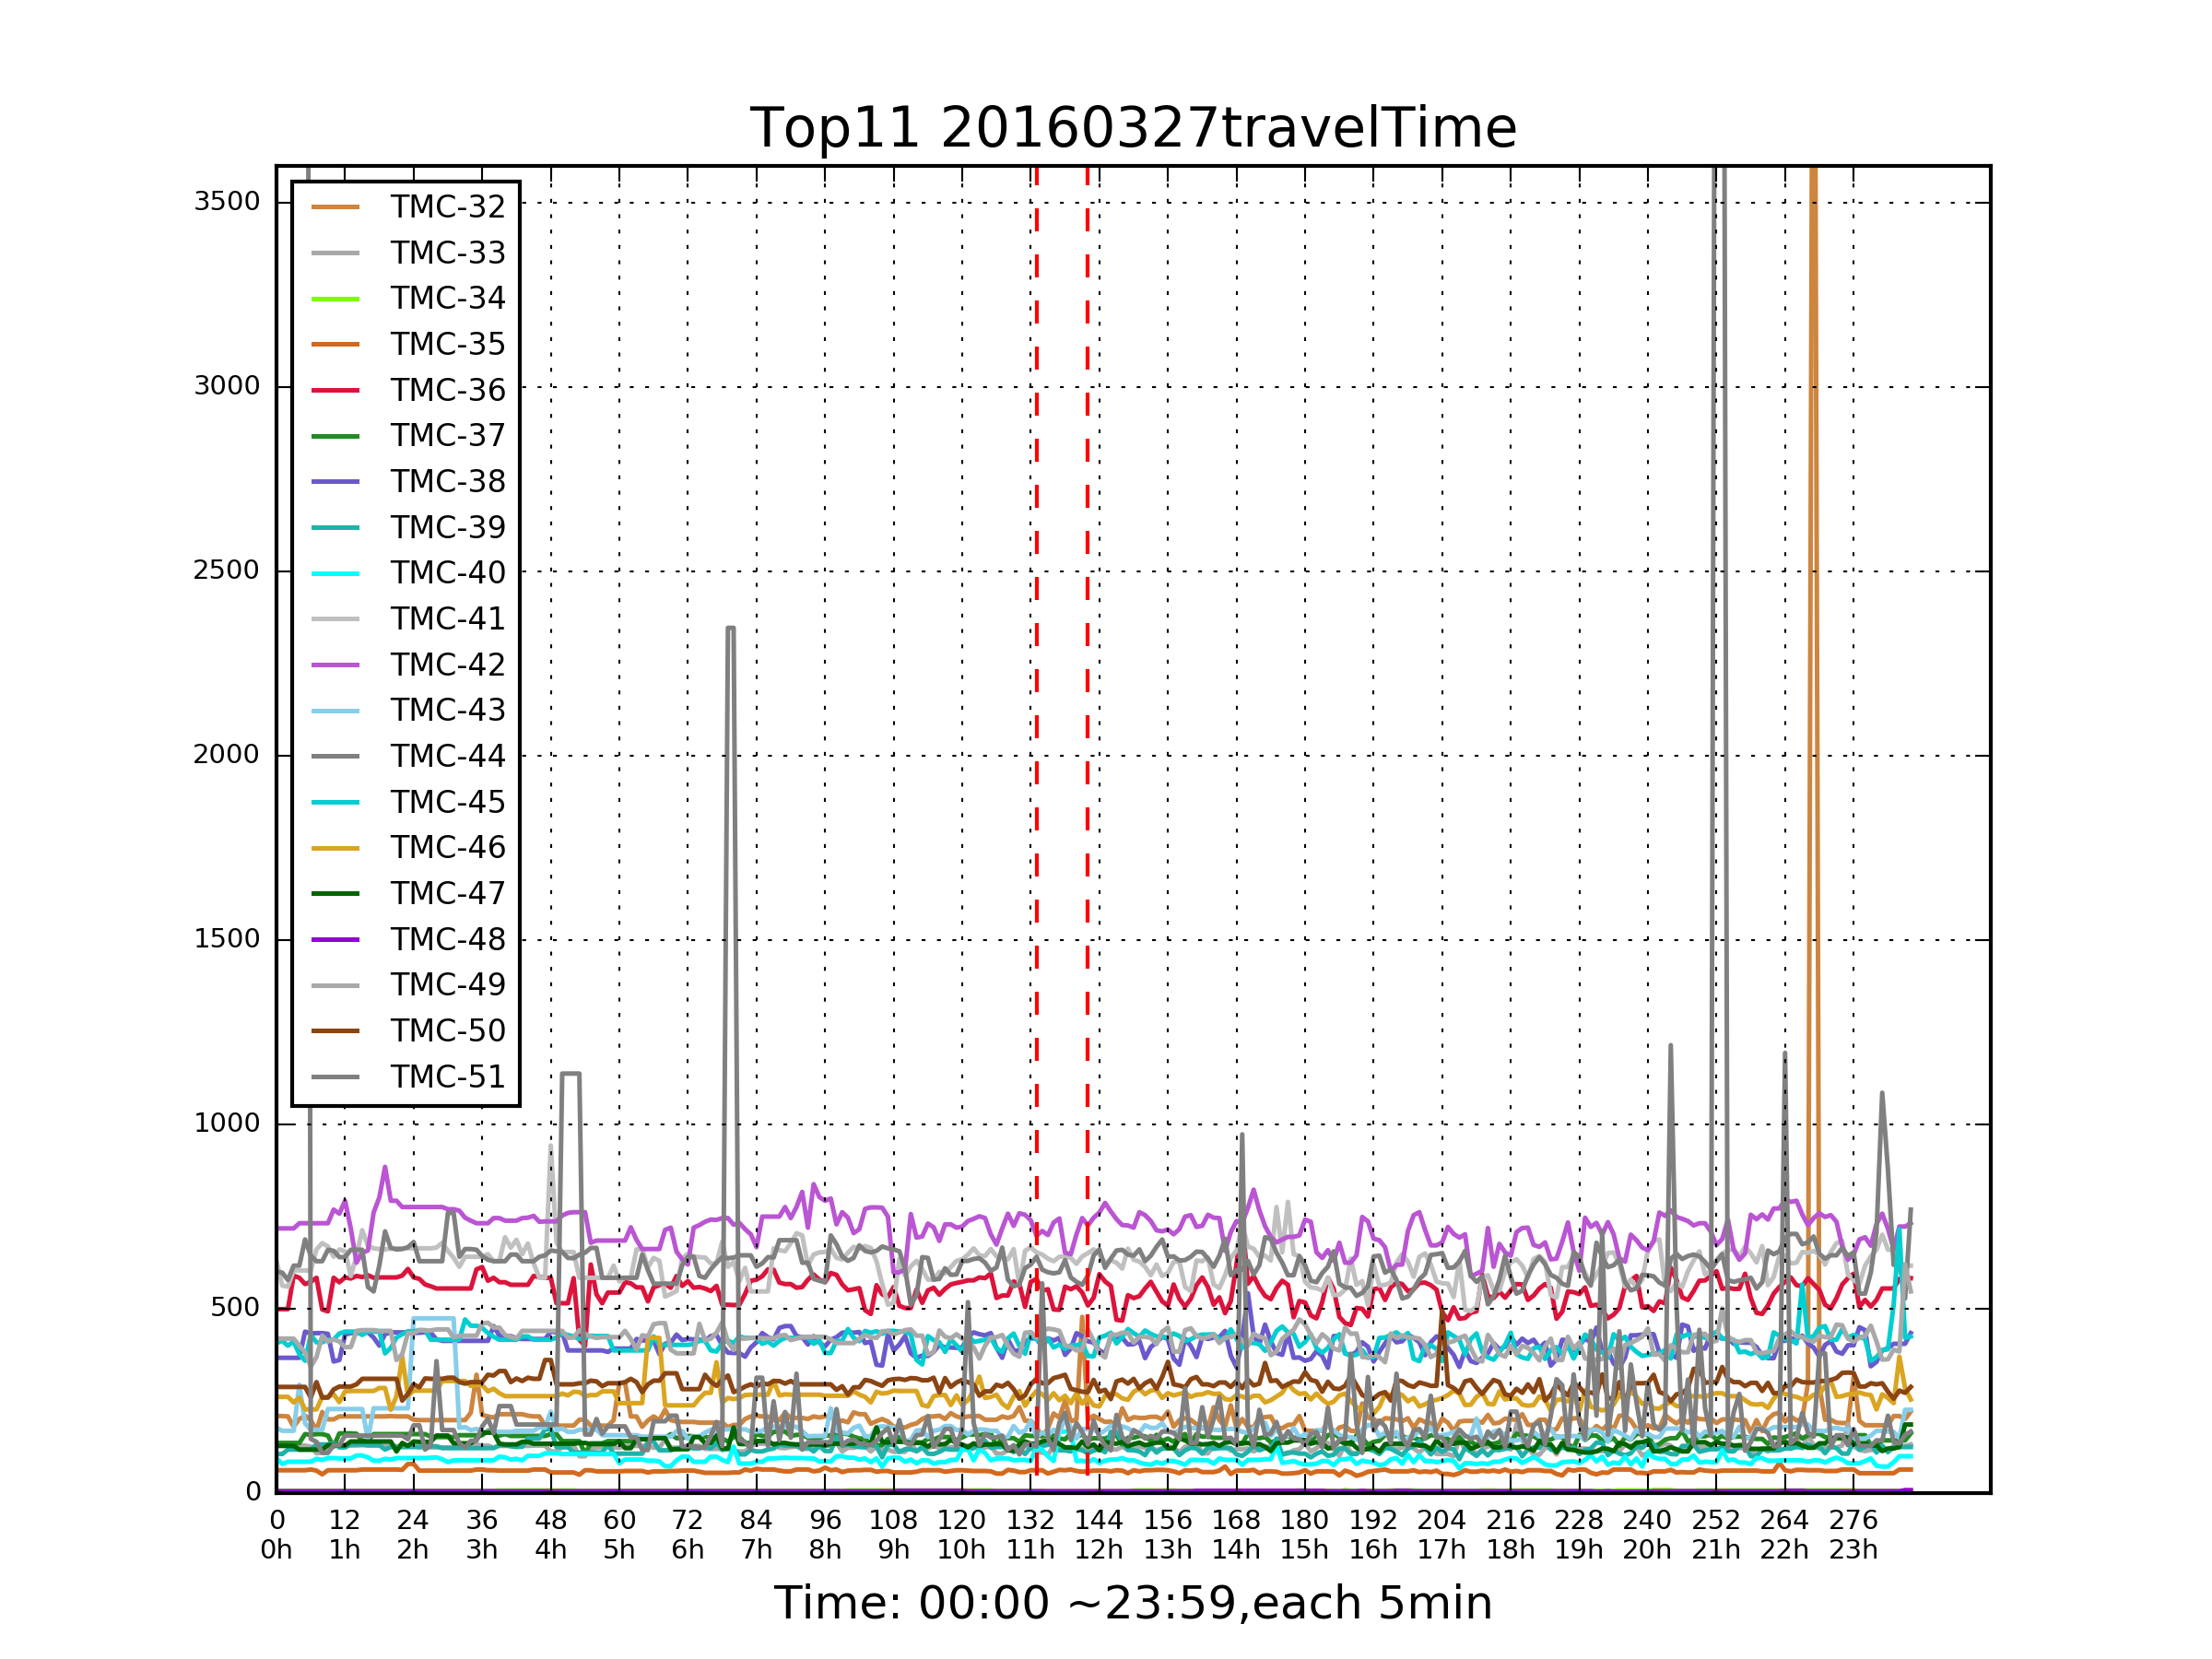 Top11 20160327travelTime
3500
3000
2500
2000
1500
1000
500
0
TMC-32
TMC-33
TMC-34
TMC-35
TMC-36
TMC-37
TMC-38
TMC-39
TMC-40
TMC-41
TMC-42
TMC-43
TMC-44
TMC-45
TMC-46
TMC-47
TMC-48
TMC-49
TMC-50
TMC-51
0 12 24 36 48 60 72 84 96 108 120 132 144 156 168 180 192 204 216 228 240 252 264 276
0h 1h 2h 3h 4h 5h 6h 7h 8h 9h 10h 11h 12h 13h 14h 15h 16h 17h 18h 19h 20h 21h 22h 23h
Time: 00:00 ~23:59,each 5min